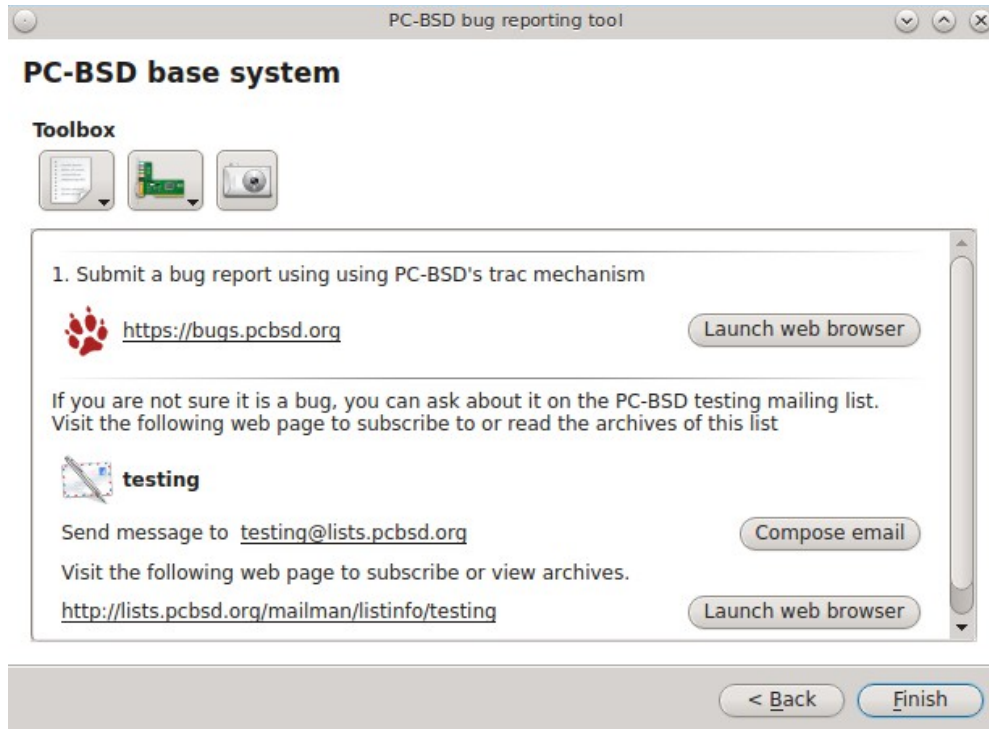 PC-BSD bug reporting tool
PC-BSD base system
Toolbox
1. Submit a bug report using using PC-BSD's trac mechanism
https://bugs.pcbsd.org
Launch web browser
If you are not sure it is a bug, you can ask about it on the PC-BSD testing mailing list.
Visit the following web page to subscribe to or read the archives of this list
testing
Send message to testing@lists.pcbsd.org
Compose email
Visit the following web page to subscribe or view archives.
http://lists.pcbsd.org/mailman/listinfo/testing
Launch web browser
< Back
Finish